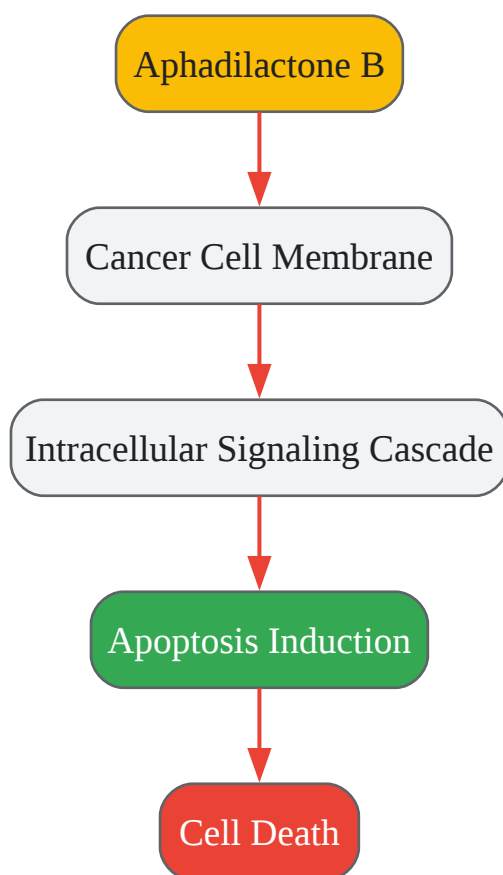 Aphadilactone B
Cancer Cell Membrane
Intracellular Signaling Cascade
Apoptosis Induction
Cell Death